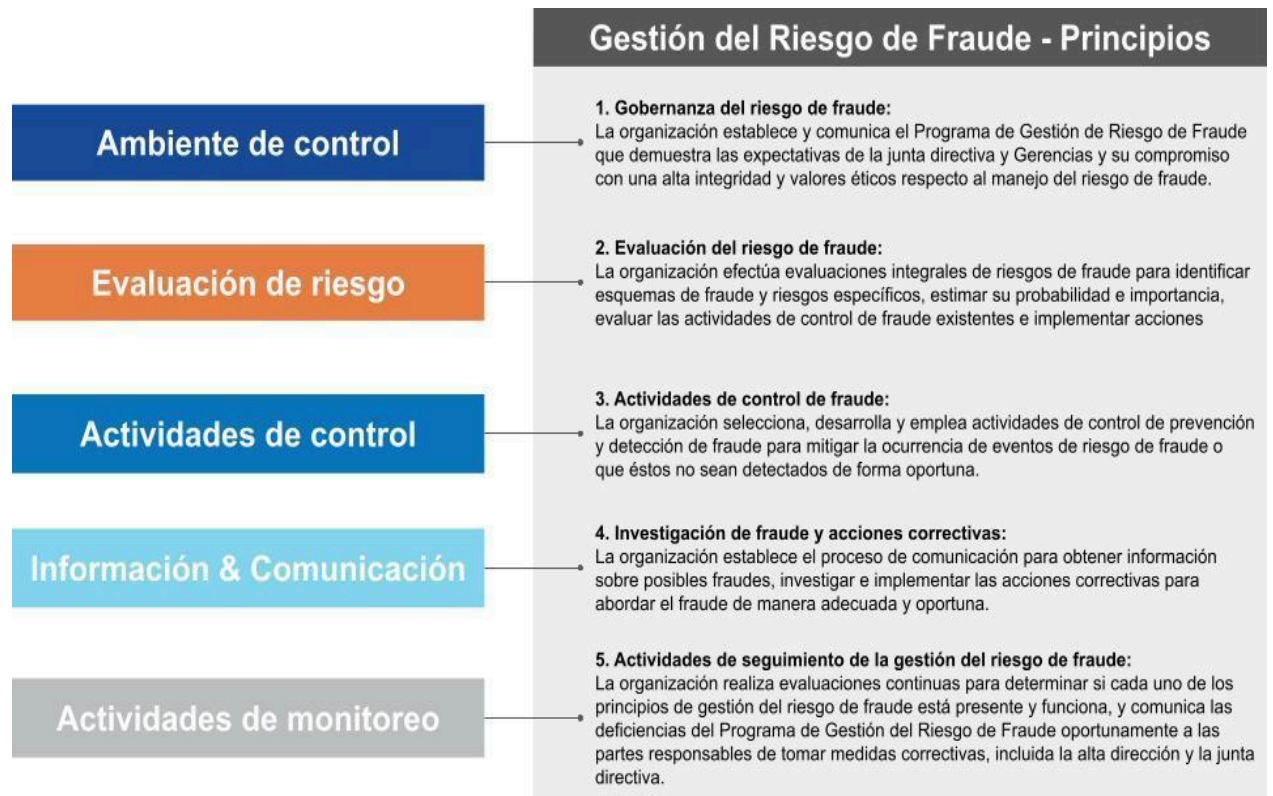 Gestión del Riesgo de Fraude - Principios
Ambiente de control
1. Gobernanza del riesgo de fraude:
La organización establece y comunica el Programa de Gestión de Riesgo de Fraude
que demuestra las expectativas de la junta directiva y Gerencias y su compromiso
con una alta integridad y valores éticos respecto al manejo del riesgo de fraude.
Evaluación de riesgo
2. Evaluación del riesgo de fraude:
La organización efectúa evaluaciones integrales de riesgos de fraude para identificar
esquemas de fraude y riesgos específicos, estimar su probabilidad e importancia,
evaluar las actividades de control de fraude existentes e implementar acciones
Actividades de control
3. Actividades de control de fraude:
La organización selecciona, desarrolla y emplea actividades de control de prevención
y detección de fraude para mitigar la ocurrencia de eventos de riesgo de fraude o
que éstos no sean detectados de forma oportuna.
Información & Comunicación
4. Investigación de fraude y acciones correctivas:
La organización establece el proceso de comunicación para obtener información
sobre posibles fraudes, investigar e implementar las acciones correctivas para
abordar el fraude de manera adecuada y oportuna.
Actividades de monitoreo
5. Actividades de seguimiento de la gestión del riesgo de fraude:
La organización realiza evaluaciones continuas para determinar si cada uno de los
principios de gestión del riesgo de fraude está presente y funciona, y comunica las
deficiencias del Programa de Gestión del Riesgo de Fraude oportunamente a las
partes responsables de tomar medidas correctivas, incluida la alta dirección y la junta
directiva.